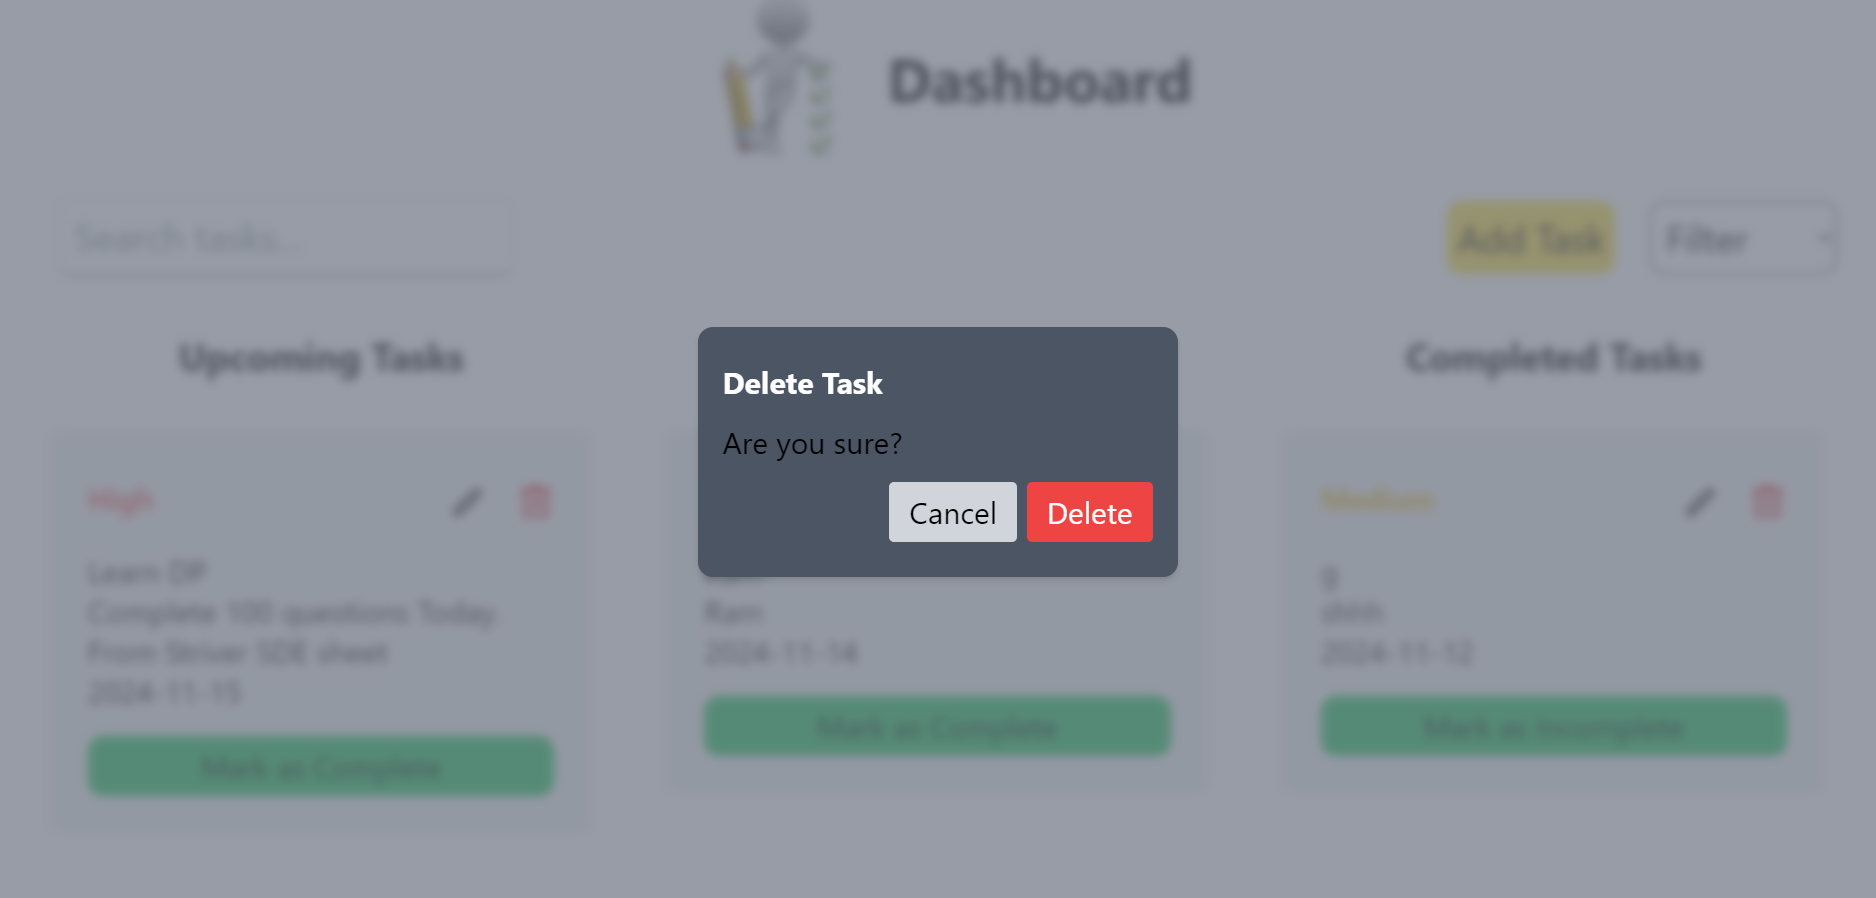 Dashboard
Search tasks...
Add Task
Filter
Upcoming Tasks
Completed Tasks
Delete Task
Are you sure?
Cancel
Delete
High
Learn DP
Complete 100 questions Today
From Striver SDE sheet
2024-11-15
Mark as Complete
Ram
2024-11-14
Mark as Complete
Medium
g
shhh
2024-11-12
Mark as Incomplete